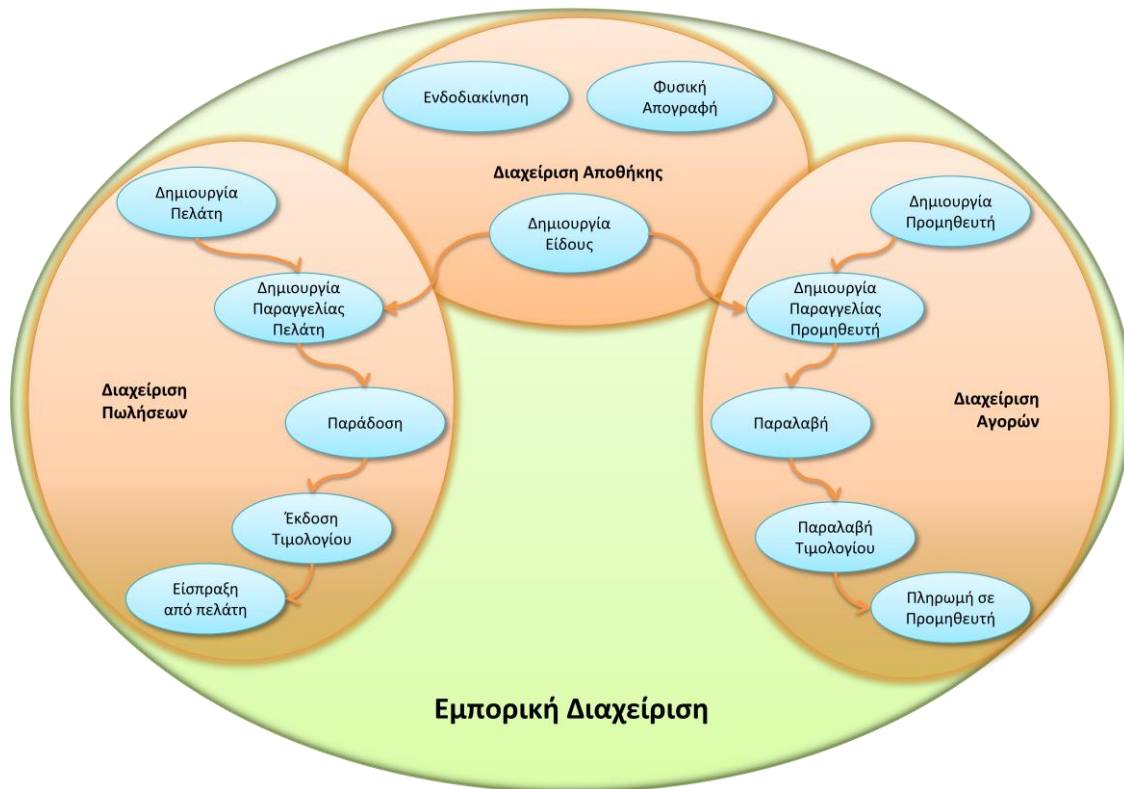 Ενδοδιακίνηση
Φυσική
Απογραφή
Διαχείριση Αποθήκης
Δημιουργία
Είδους
Δημιουργία
Πελάτη
Δημιουργία
Παραγγελίας
Πελάτη
Διαχείριση
Πωλήσεων
Παράδοση
Έκδοση
Τιμολογίου
Είσπραξη
από πελάτη
Δημιουργία
Προμηθευτή
Δημιουργία
Παραγγελίας
Προμηθευτή
Διαχείριση
Αγορών
Παραλαβή
Παραλαβή
Τιμολογίου
Πληρωμή σε
Προμηθευτή
Εμπορική Διαχείριση